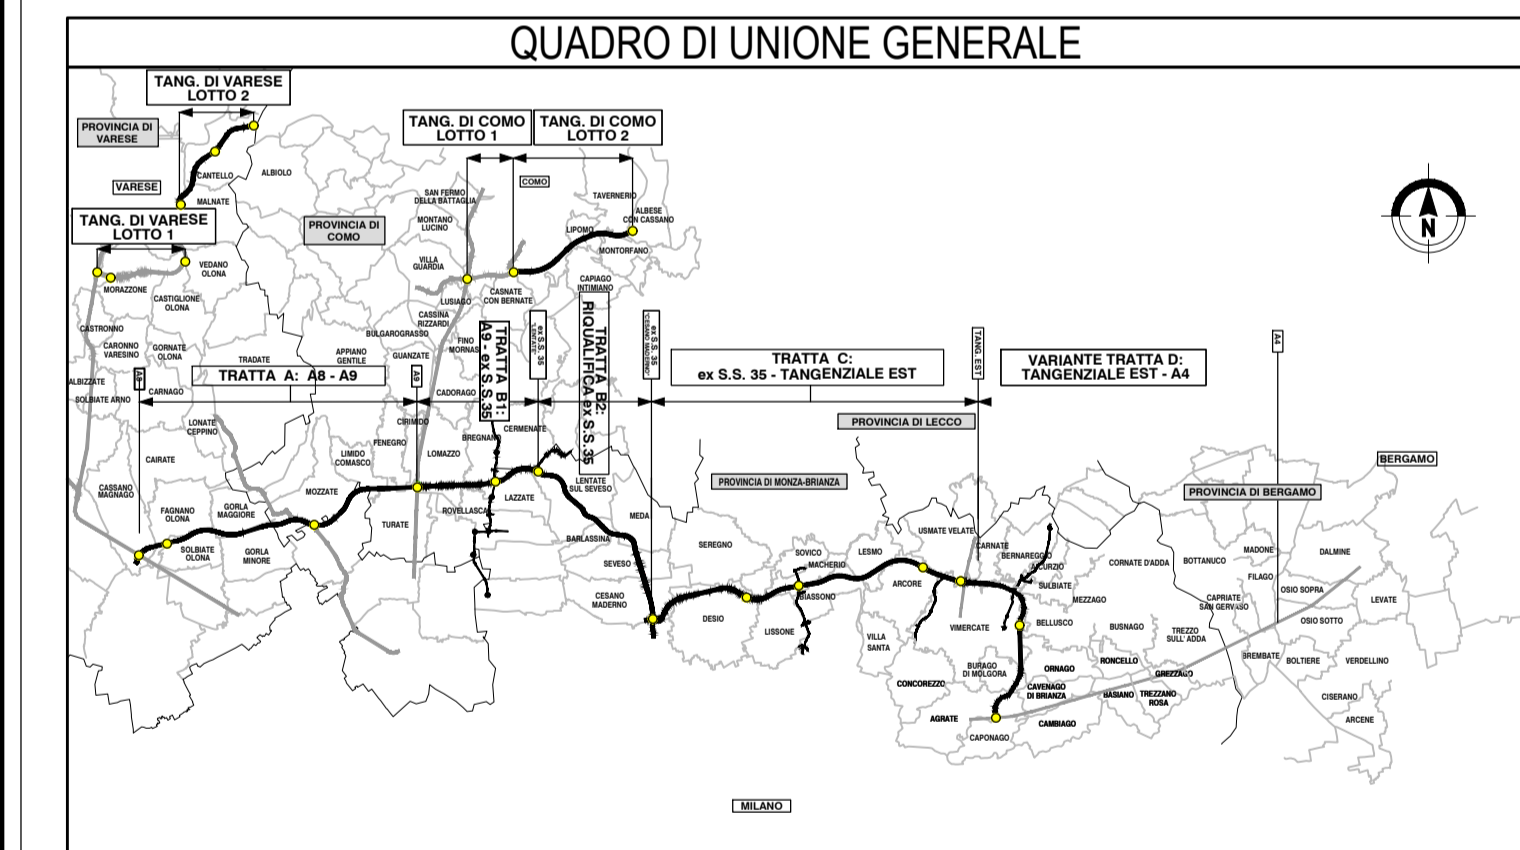 QUADRO DI UNIONE GENERALE
TANG. DI VARESE
LOTTO 2
PROVINCIA DI
VARESE
CANTELLO
ALBIOLO
VARESE
MALNATE
TANG. DI VARESE
LOTTO 1
PROVINCIA DI
COMO
TANG. DI COMO
LOTTO 1
TANG. DI COMO
LOTTO 2
COMO
SAN FERMO
DELLA BATTAGLIA
MONTANO
LUCINO
TAVERNERIO
ALBESE
CON CASSANO
LIPOMO
MONTORFANO
VILLA
GUARDIA
VEDANO
OLONA
MORAZZONE
CASTIGLIONE
OLONA
LUSIAGO
CASNATE
CON BERNATE
CAPIAGO
INTIMIANO
CASSINA
RIZZARDI
BULGAROGRASSO
FINO
MORNAS
CASTRONNO
CARONNO
VARESINO
GORNATE
OLONA
TRADATE
APPIANO
GENTILE
GUANZATE
ALBIZZATE
SOLBIATE ARNO
CARNAGO
A8
TRATTA A: A8 - A9
A9
CADORAGO
TRATTA B1:
A9 - ex S.S.35
ex S.S. 35
"LENTATE"
TRATTA B2:
RIQUALIFICA ex S.S.35
ex S.S. 35
"CESANO MADERNO"
TRATTA C:
ex S.S. 35 - TANGENZIALE EST
TANG. EST
VARIANTE TRATTA D:
TANGENZIALE EST - A4
A4
N
PROVINCIA DI LECCO
LONATE
CEPPINO
CIRIMIDO
FENEGRO
BREGNANO
CERMENATE
LIMIDO
COMASCO
LOMAZZO
CAIRATE
CASSANO
MAGNAGO
MOZZATE
LAZZATE
LENTATE
SUL SEVESO
PROVINCIA DI MONZA-BRIANZA
BERGAMO
PROVINCIA DI BERGAMO
FAGNANO
OLONA
GORLA
MAGGIORE
TURATE
ROVELLASCA
MEDA
BARLASSINA
SOLBIATE
OLONA
GORLA
MINORE
SEVESO
SEREGNO
SOVICO
MACHERIO
LESMO
USMATE VELATE
CARNATE
BERNAREGGIO
AICURZIO
SULBIATE
CORNATE D'ADDA
BOTTANUCO
MADONE
DALMINE
FILAGO
OSIO SOPRA
CESANO
MADERNO
DESIO
BIASSONO
ARCORE
MEZZAGO
CAPRIATE
SAN GERVASO
LEVATE
LISSONE
VILLA
SANTA
VIMERCATE
BELLUSCO
BUSNAGO
TREZZO
SULL' ADDA
OSIO SOTTO
BURAGO
DI MOLGORA
ORNAGO
RONCELLO
GREZZAGO
BREMBATE
BOLTIERE
VERDELLINO
CONCOREZZO
CAVENAGO
DI BRIANZA
BASIANO
TREZZANO
ROSA
CISERANO
AGRATE
CAMBIAGO
ARCENE
CAPONAGO
MILANO